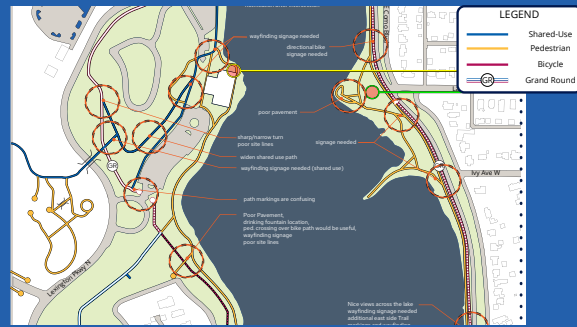 LEGEND
Shared-Use
Pedestrian
Bicycle
GR
Grand Round
wayfinding signage needed
directional bike
signage needed
poor pavement
sharp/narrow turn
poor site lines
signage needed
widen shared use path
wayfinding signage needed (shared use)
GR
GR
Ivy Ave W
path markings are confusing
Poor Pavement,
drinking fountain location,
ped. crossing over bike path would be useful,
wayfinding signage
poor site lines
Lexington Pkwy N
Nice views across the lake
wayfinding signage needed
additional east side Trail